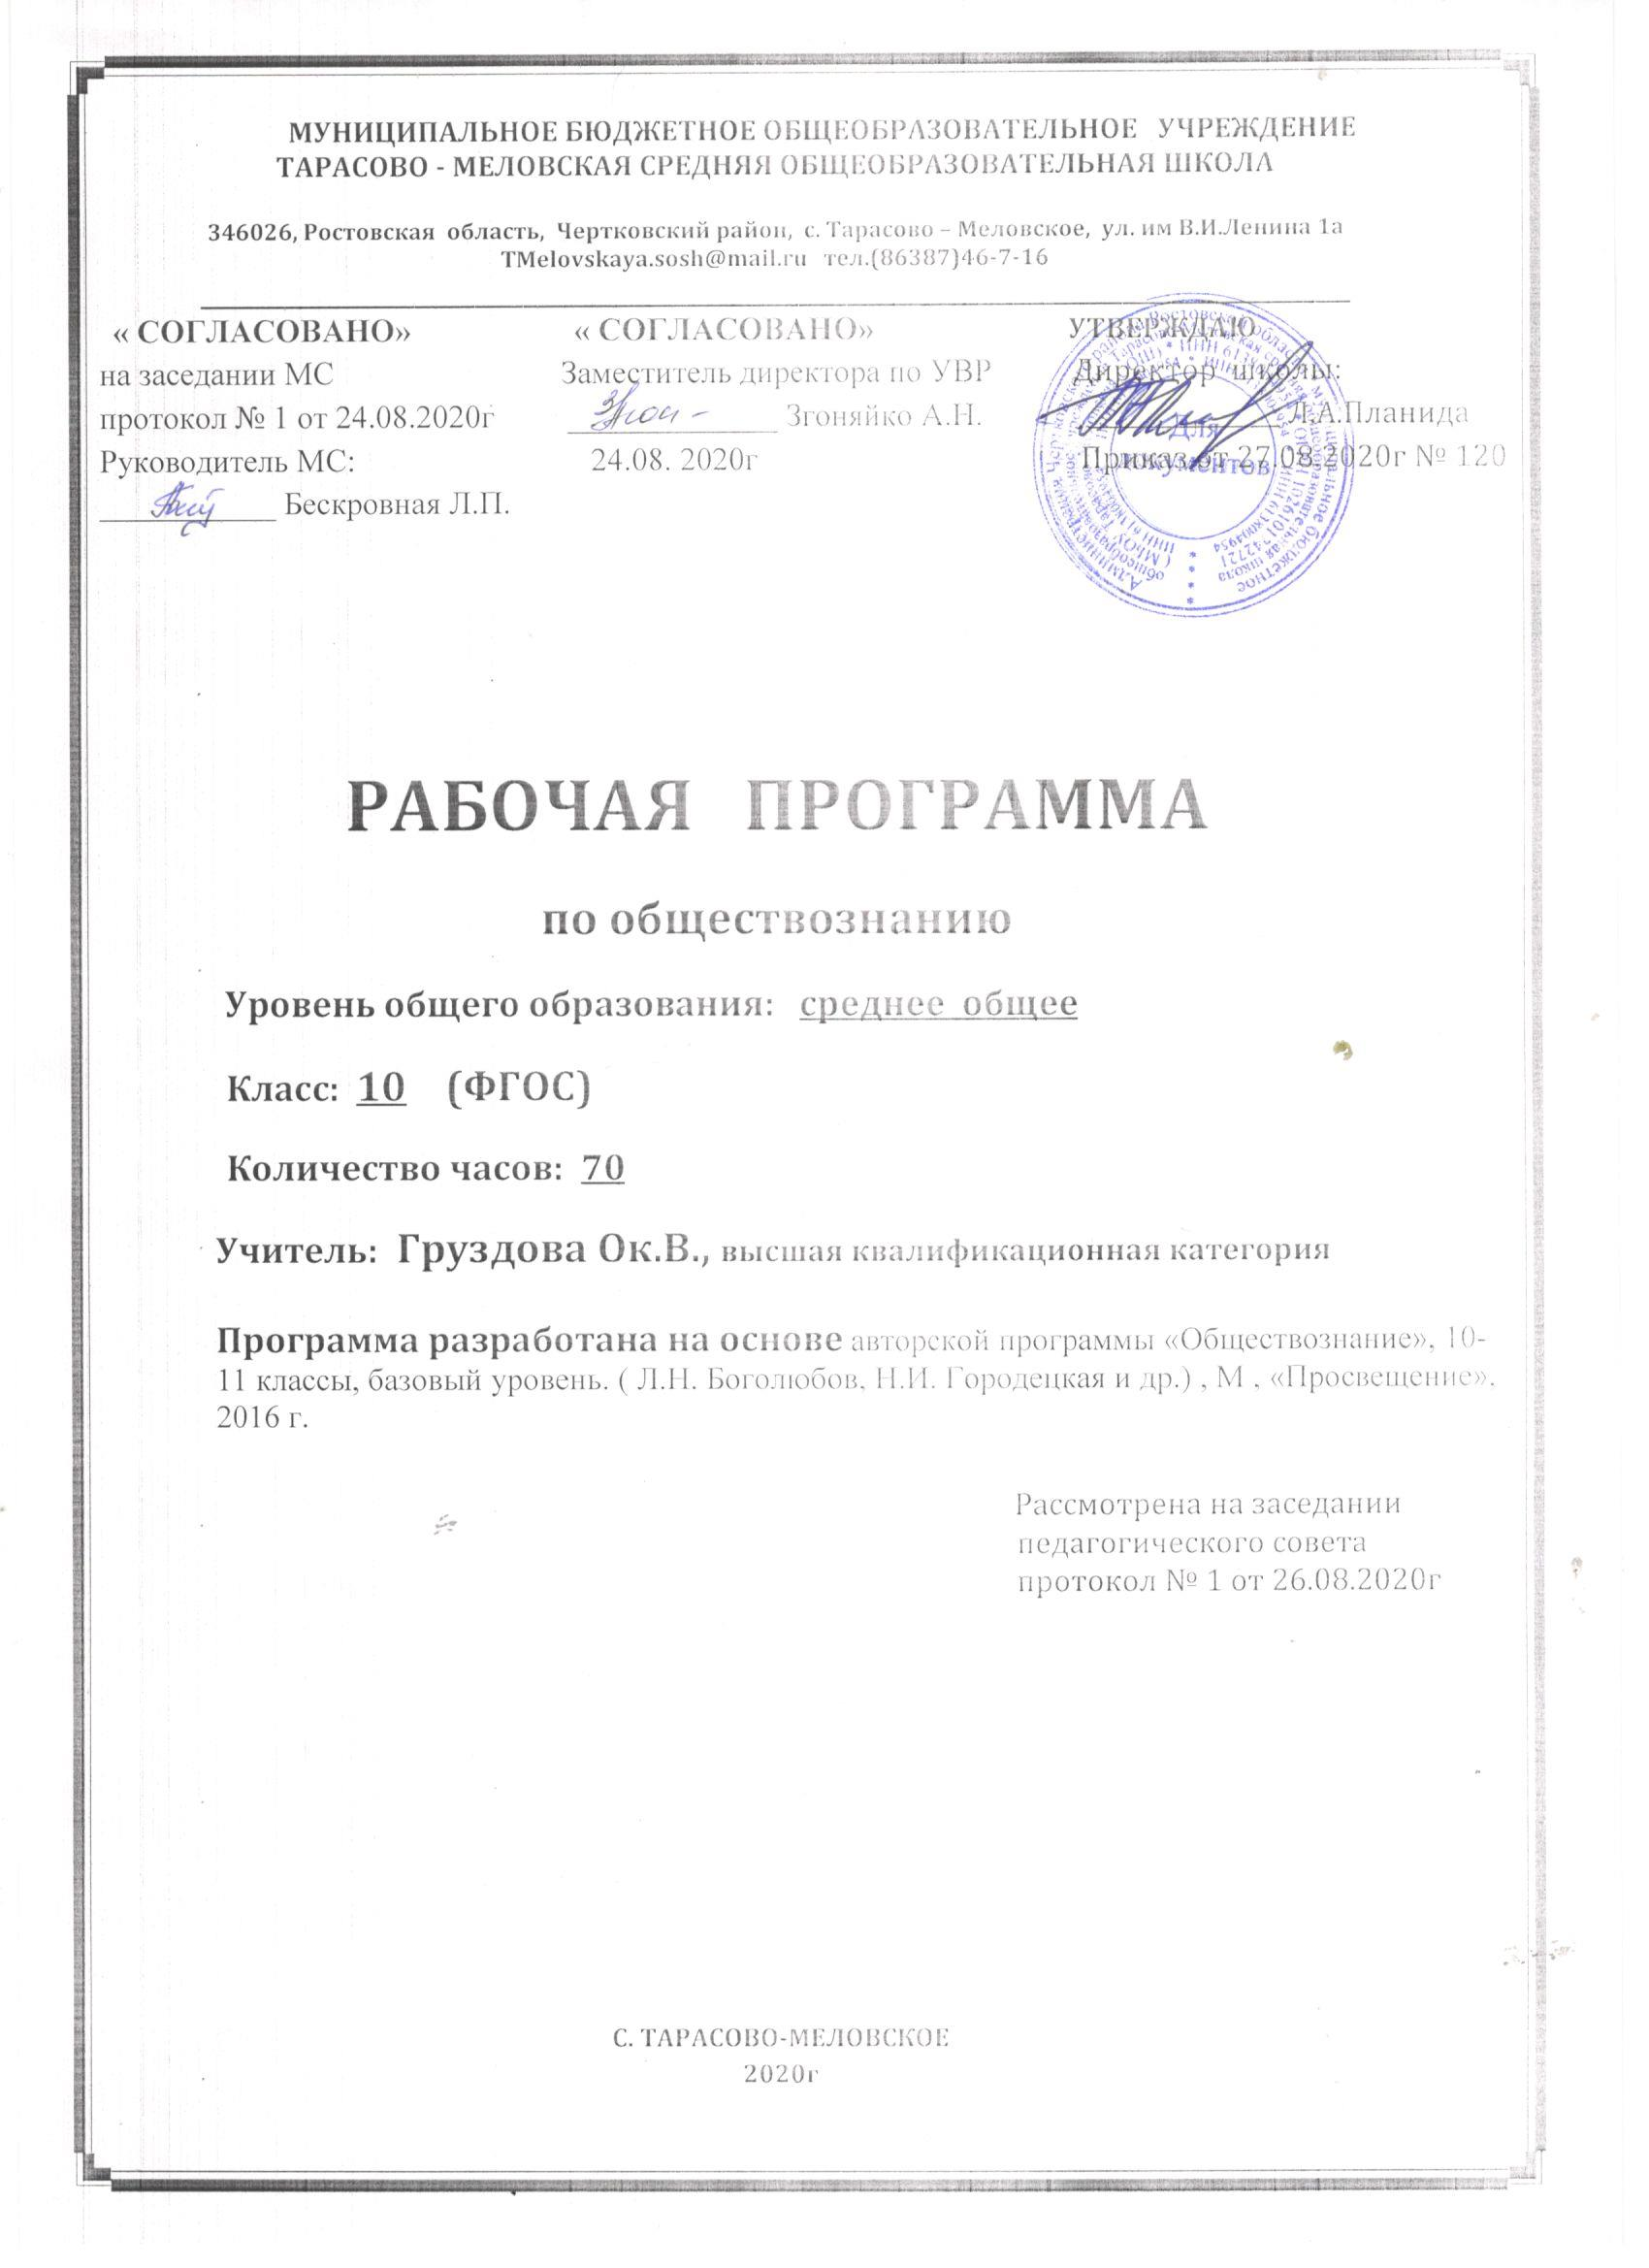 МУНИЦИПАЛЬНОЕ БЮДЖЕТНОЕ ОБЩЕОБРАЗОВАТЕЛЬНОЕ УЧРЕЖДЕНИЕ
ТАРАСОВО - МЕЛОВСКАЯ СРЕДНЯЯ ОБЩЕОБРАЗОВАТЕЛЬНАЯ ШКОЛА
346026, Ростовская область, Чертковский район, с. Тарасово – Меловское, ул. им В.И.Ленина 1а
TMelovskaya.sosh@mail.ru тел.(86387)46-7-16
« СОГЛАСОВАНО»
на заседании МС
протокол № 1 от 24.08.2020г
Руководитель МС:
Бескровная Л.П.
« СОГЛАСОВАНО»
Заместитель директора по УВР
Згоняйко А.Н.
24.08. 2020г
УТВЕРЖДАЮ
Директор школы:
Л.А.Планида
Приказ от 27.08.2020г № 120
Для
документов
РАБОЧАЯ ПРОГРАММА
по обществознанию
Уровень общего образования: среднее общее
Класс: 10 (ФГОС)
Количество часов: 70
Учитель: Груздова Ок.В., высшая квалификационная категория
Программа разработана на основе авторской программы «Обществознание», 10-
11 классы, базовый уровень. ( Л.Н. Боголюбов, Н.И. Городецкая и др.) , М , «Просвещение».
2016 г.
Рассмотрена на заседании
педагогического совета
протокол № 1 от 26.08.2020г
С. ТАРАСОВО-МЕЛОВСКОЕ
2020г